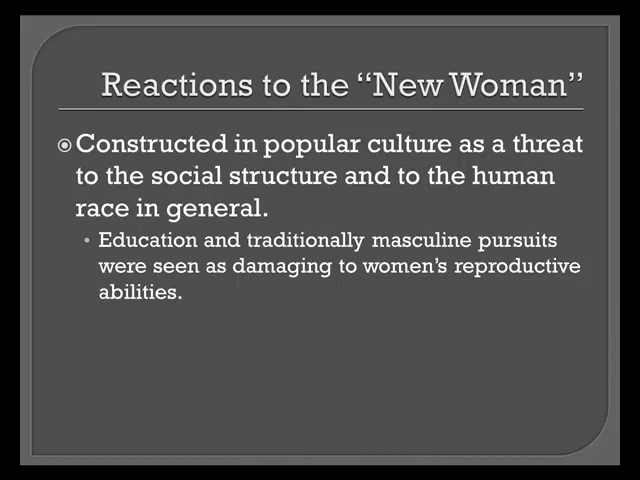 Reactions to the “New Woman”
Constructed in popular culture as a threat
to the social structure and to the human
race in general.
Education and traditionally masculine pursuits
were seen as damaging to women’s reproductive
abilities.